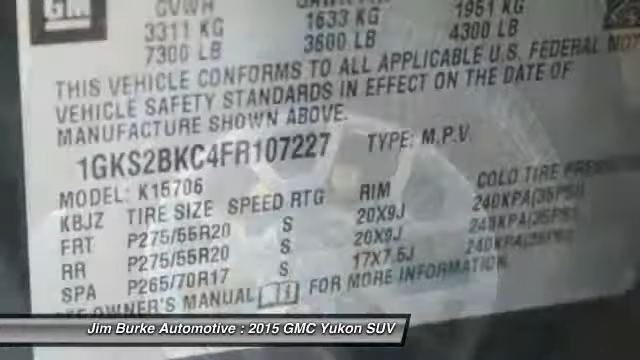 GM
GVWR
3311 KG 1633 KG 1951 KG
7300 LB 3600 LB 4300 LB
THIS VEHICLE CONFORMS TO ALL APPLICABLE U.S. FEDERAL MOT
VEHICLE SAFETY STANDARDS IN EFFECT ON THE DATE OF
MANUFACTURE SHOWN ABOVE.
1GKS2BKC4FR107227 TYPE: M.P.V.
MODEL: K15706
KBJZ TIRE SIZE SPEED RTG RIM COLD TIRE
FRT P275/55R20 S 20X9J 240KPA(35PSI)
RR P275/55R20 S 20X9J 240KPA(35PSI)
SPA P265/70R17 S 17X7.5J 240KPA(35PSI)
OWNER'S MANUAL FOR MORE INFORMATION.
Jim Burke Automotive : 2015 GMC Yukon SUV